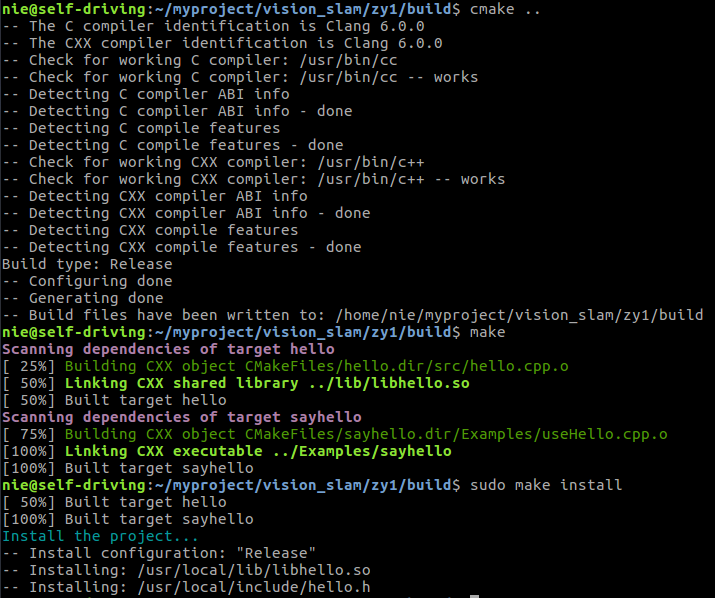 nie@self-driving:~/myproject/vision_slam/zy1/build$ cmake ..
-- The C compiler identification is Clang 6.0.0
-- The CXX compiler identification is Clang 6.0.0
-- Check for working C compiler: /usr/bin/cc
-- Check for working C compiler: /usr/bin/cc -- works
-- Detecting C compiler ABI info
-- Detecting C compiler ABI info - done
-- Detecting C compile features
-- Detecting C compile features - done
-- Check for working CXX compiler: /usr/bin/c++
-- Check for working CXX compiler: /usr/bin/c++ -- works
-- Detecting CXX compiler ABI info
-- Detecting CXX compiler ABI info - done
-- Detecting CXX compile features
-- Detecting CXX compile features - done
Build type: Release
-- Configuring done
-- Generating done
-- Build files have been written to: /home/nie/myproject/vision_slam/zy1/build
nie@self-driving:~/myproject/vision_slam/zy1/build$ make
Scanning dependencies of target hello
[ 25%] Building CXX object CMakeFiles/hello.dir/src/hello.cpp.o
[ 50%] Linking CXX shared library ../lib/libhello.so
[ 50%] Built target hello
Scanning dependencies of target sayhello
[ 75%] Building CXX object CMakeFiles/sayhello.dir/Examples/useHello.cpp.o
[100%] Linking CXX executable ../Examples/sayhello
[100%] Built target sayhello
nie@self-driving:~/myproject/vision_slam/zy1/build$ sudo make install
[ 50%] Built target hello
[100%] Built target sayhello
Install the project...
-- Install configuration: "Release"
-- Installing: /usr/local/lib/libhello.so
-- Installing: /usr/local/include/hello.h